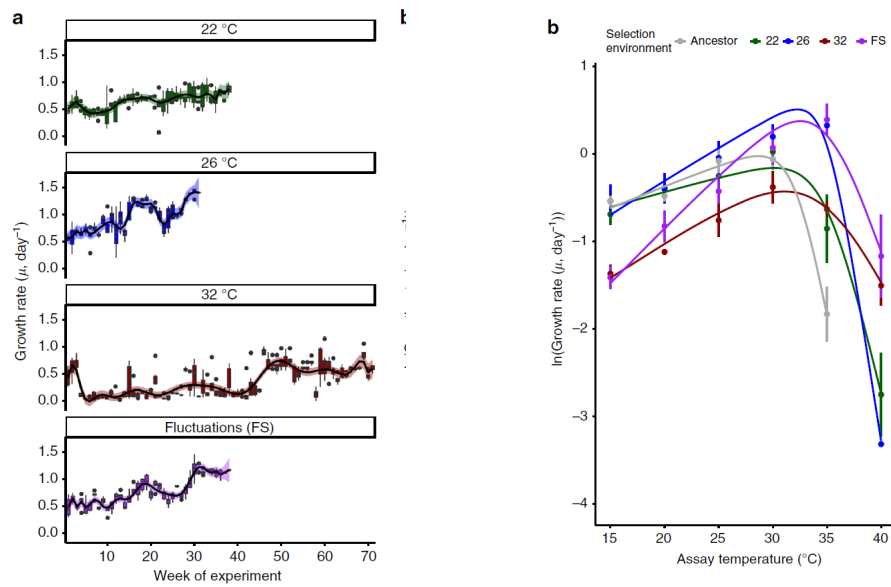 a
22 °C
1.5
1.0
0.5
0.0
26 °C
1.5
1.0
0.5
0.0
32 °C
1.5
1.0
0.5
0.0
Fluctuations (FS)
1.5
1.0
0.5
0.0
Growth rate (μ, day⁻¹)
10 20 30 40 50 60 70
Week of experiment
b
Selection
environment
Ancestor 22 26 32 FS
1
0
−1
−2
−3
−4
ln(Growth rate (μ, day⁻¹))
15 20 25 30 35 40
Assay temperature (°C)